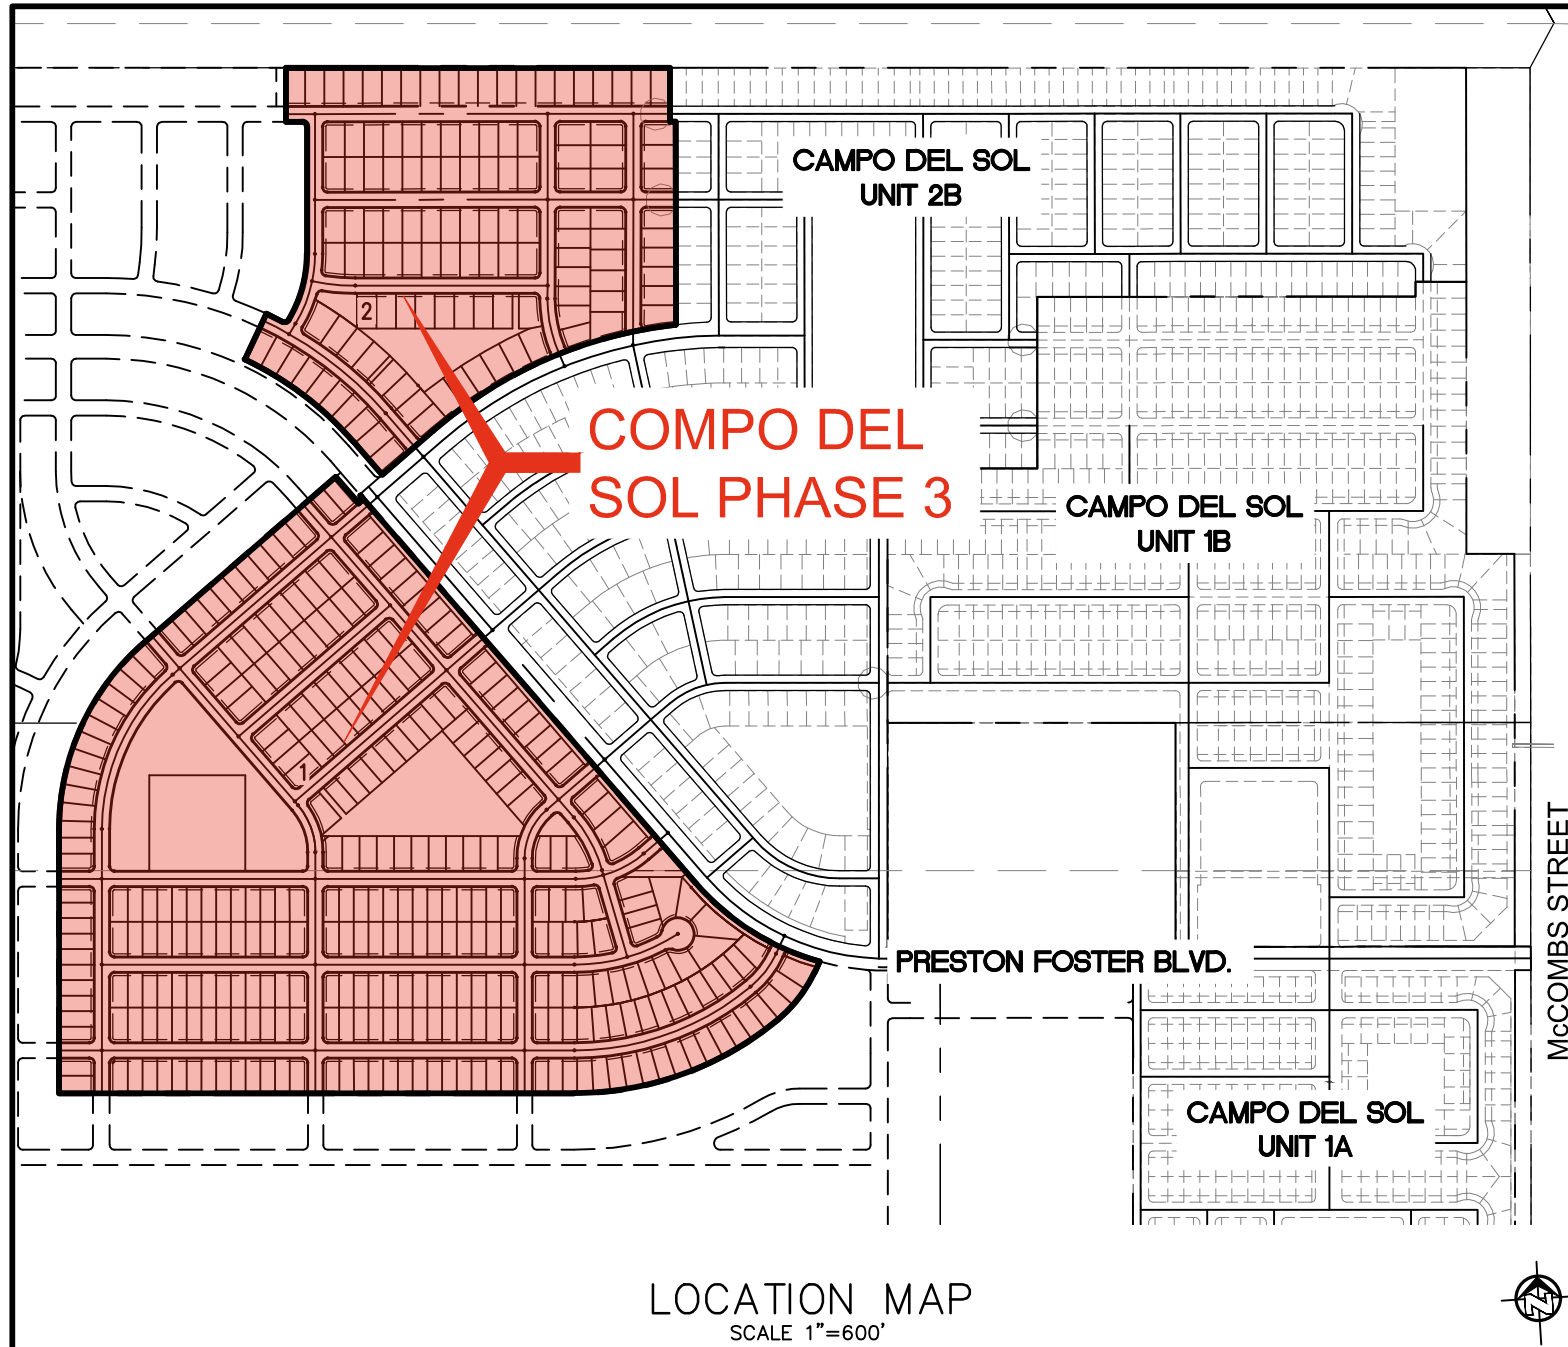 CAMPO DEL SOL
UNIT 2B
2
COMPO DEL
SOL PHASE 3
CAMPO DEL SOL
UNIT 1B
1
McCOMBS STREET
PRESTON FOSTER BLVD.
CAMPO DEL SOL
UNIT 1A
LOCATION MAP
SCALE 1"=600'
N